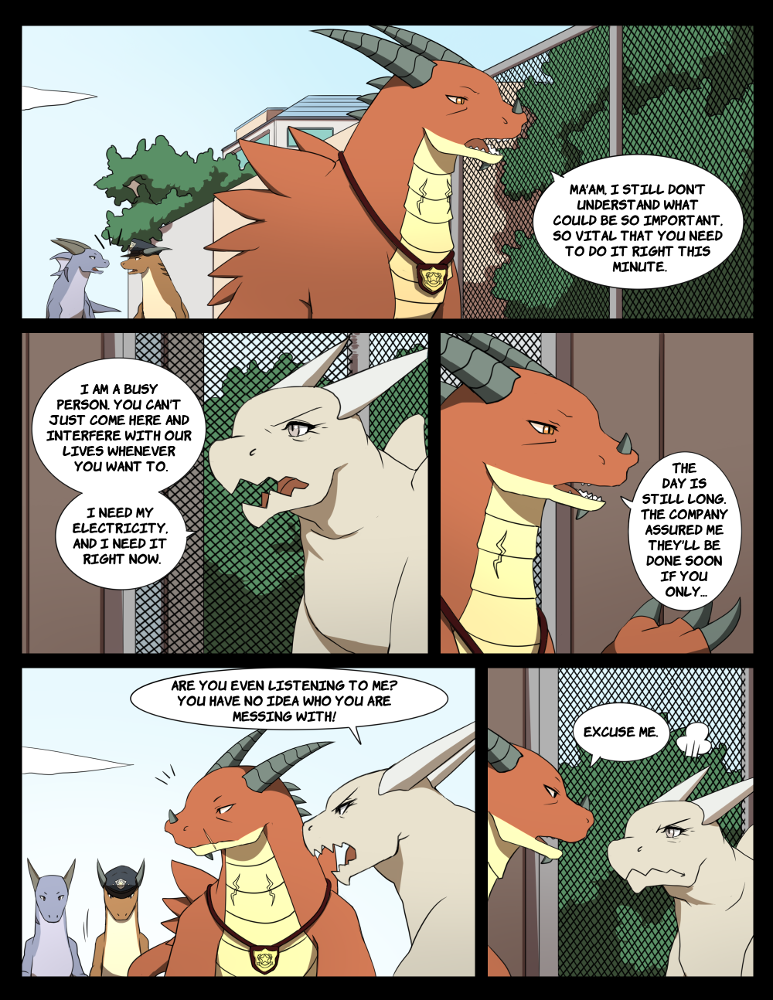 MA'AM, I STILL DON'T
UNDERSTAND WHAT
COULD BE SO IMPORTANT,
SO VITAL THAT YOU NEED
TO DO IT RIGHT THIS
MINUTE.
I AM A BUSY
PERSON. YOU CAN'T
JUST COME HERE AND
INTERFERE WITH OUR
LIVES WHENEVER
YOU WANT TO.
I NEED MY
ELECTRICITY,
AND I NEED IT
RIGHT NOW.
THE
DAY IS
STILL LONG.
THE COMPANY
ASSURED ME
THEY'LL BE
DONE SOON
IF YOU
ONLY...
ARE YOU EVEN LISTENING TO ME?
YOU HAVE NO IDEA WHO YOU ARE
MESSING WITH!
EXCUSE ME.